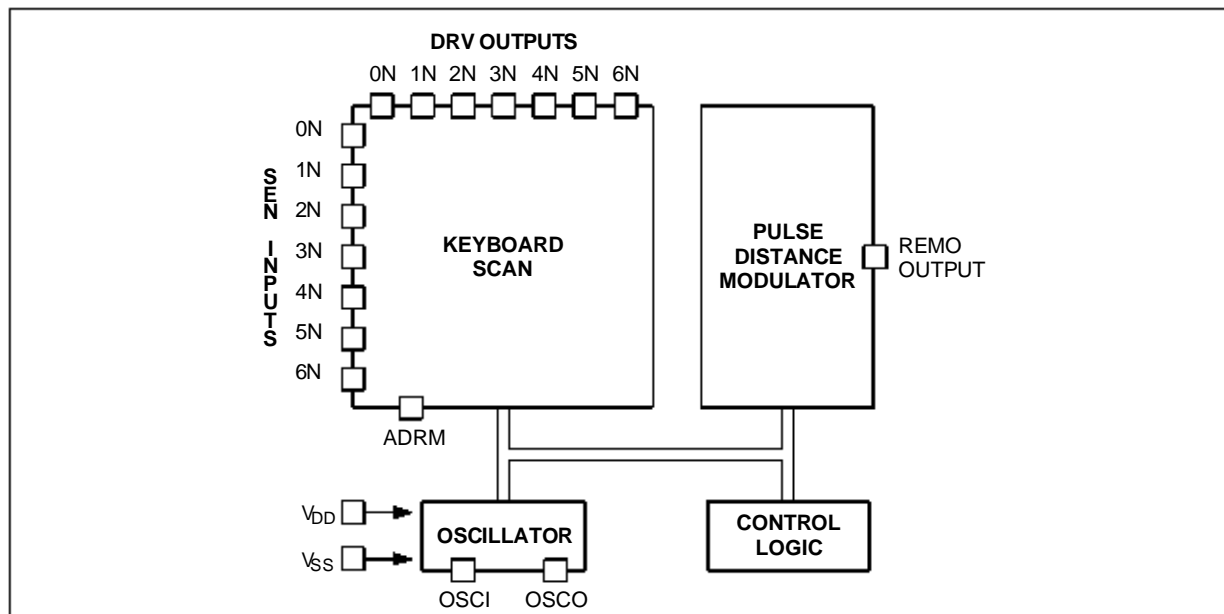 DRV OUTPUTS
0N 1N 2N 3N 4N 5N 6N
SEN INPUTS
0N
1N
2N
3N
4N
5N
6N
KEYBOARD
SCAN
PULSE
DISTANCE
MODULATOR
REMO
OUTPUT
ADRM
VDD
VSS
OSCILLATOR
OSCI OSCO
CONTROL
LOGIC